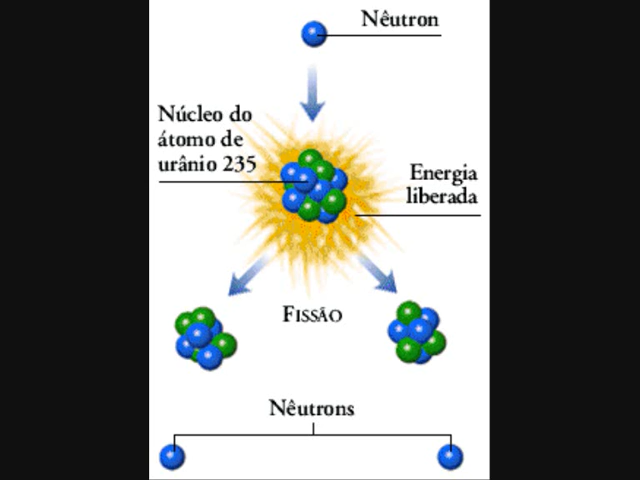 Nêutron
Núcleo do
átomo de
urânio 235
Energia
liberada
FISSÃO
Nêutrons